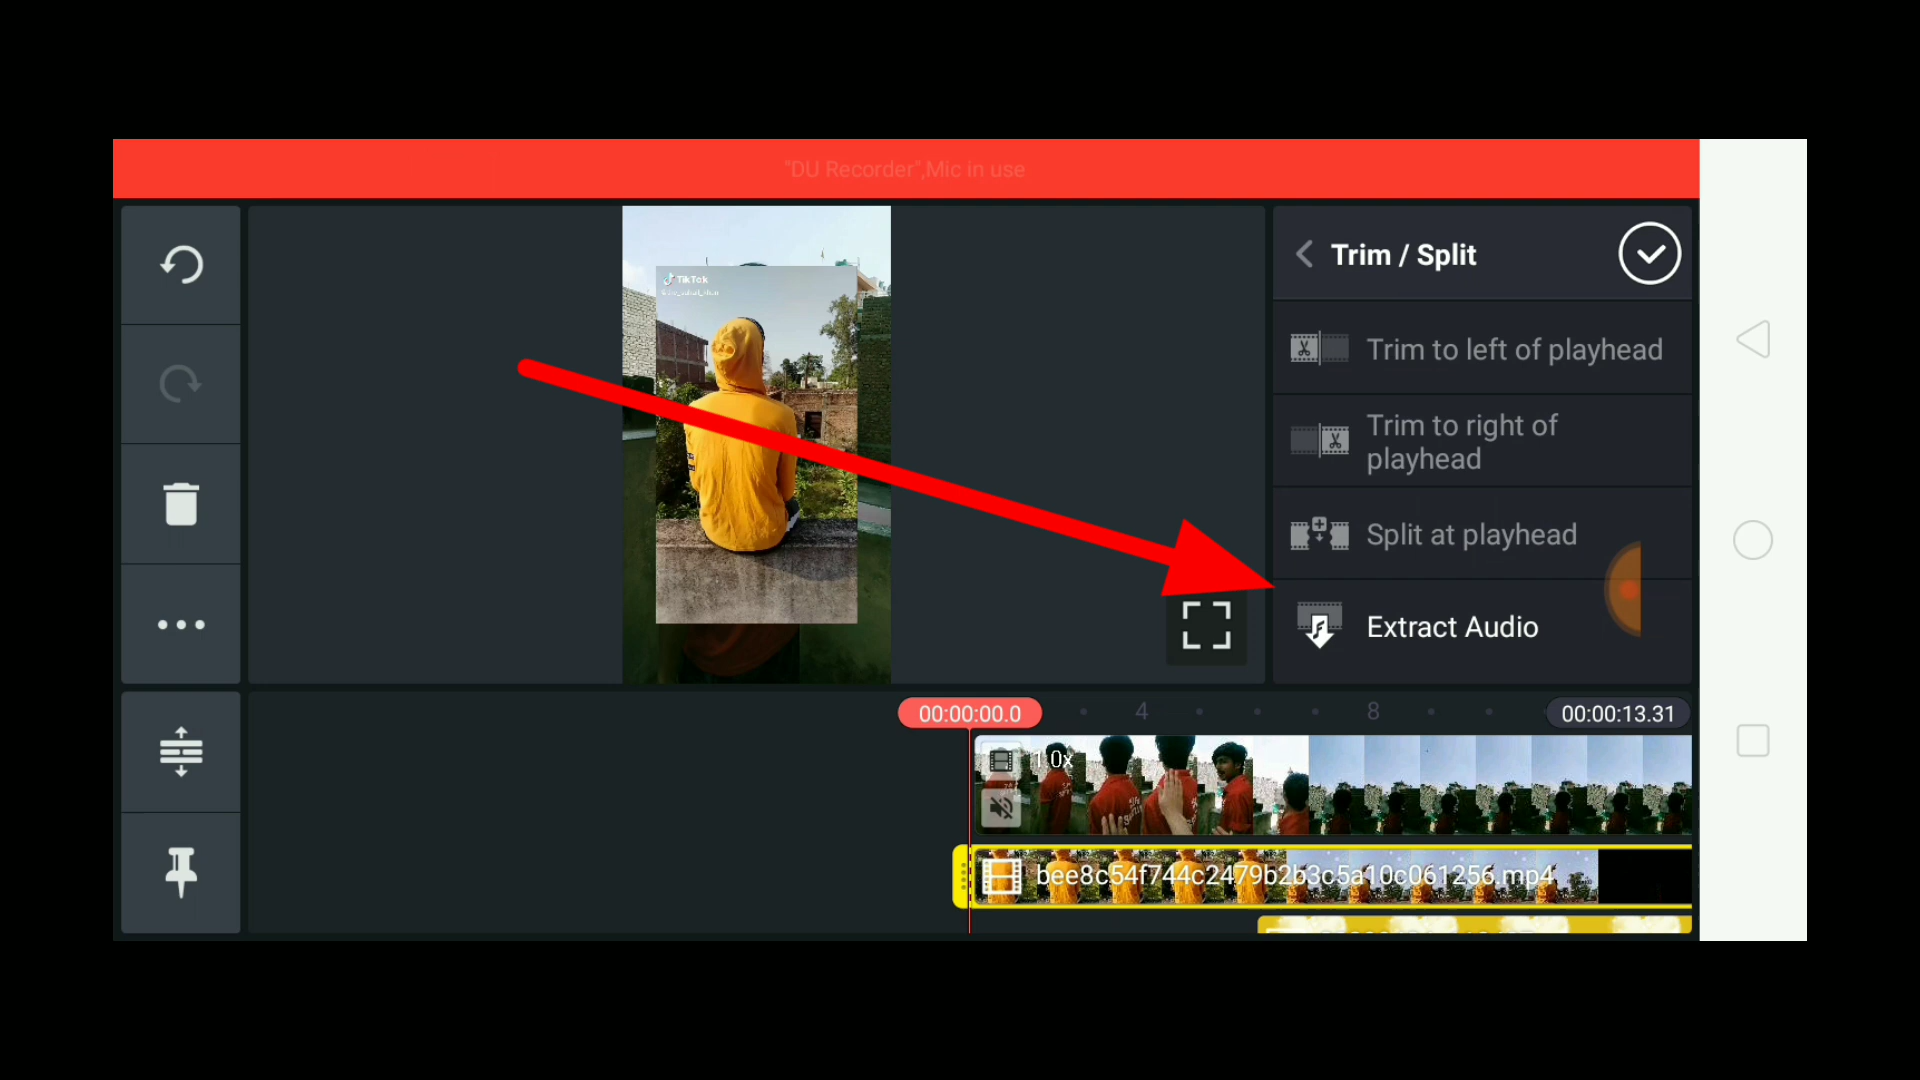 "DU Recorder",Mic in use
TikTok
Trim / Split
Trim to left of playhead
Trim to right of
playhead
Split at playhead
Extract Audio
00:00:00.0
4
8
00:00:13.31
1.0x
bee8c54f744c2479b2b3c5a10c061256.mp4